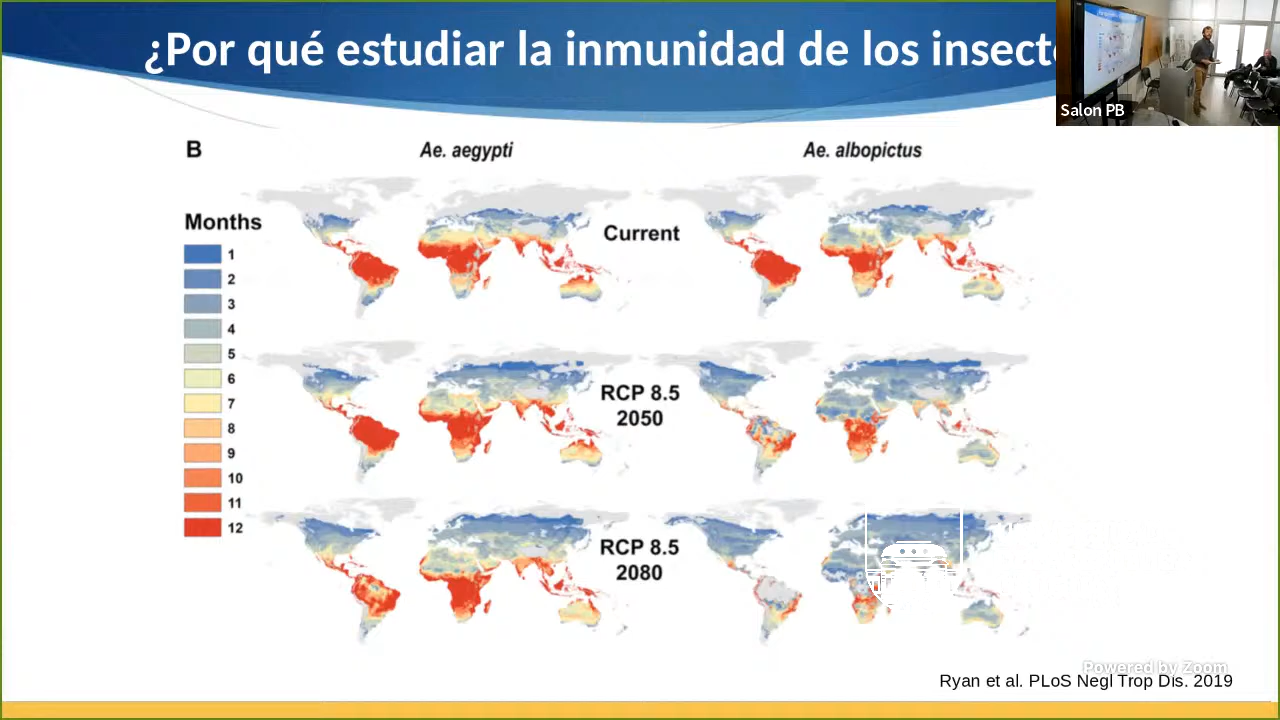 ¿Por qué estudiar la inmunidad de los insect
Salon PB
B
Ae. aegypti
Ae. albopictus
Months
1
2
3
4
5
6
7
8
9
10
11
12
Current
RCP 8.5
2050
RCP 8.5
2080
Powered by Zoom
Ryan et al. PLoS Negl Trop Dis. 2019